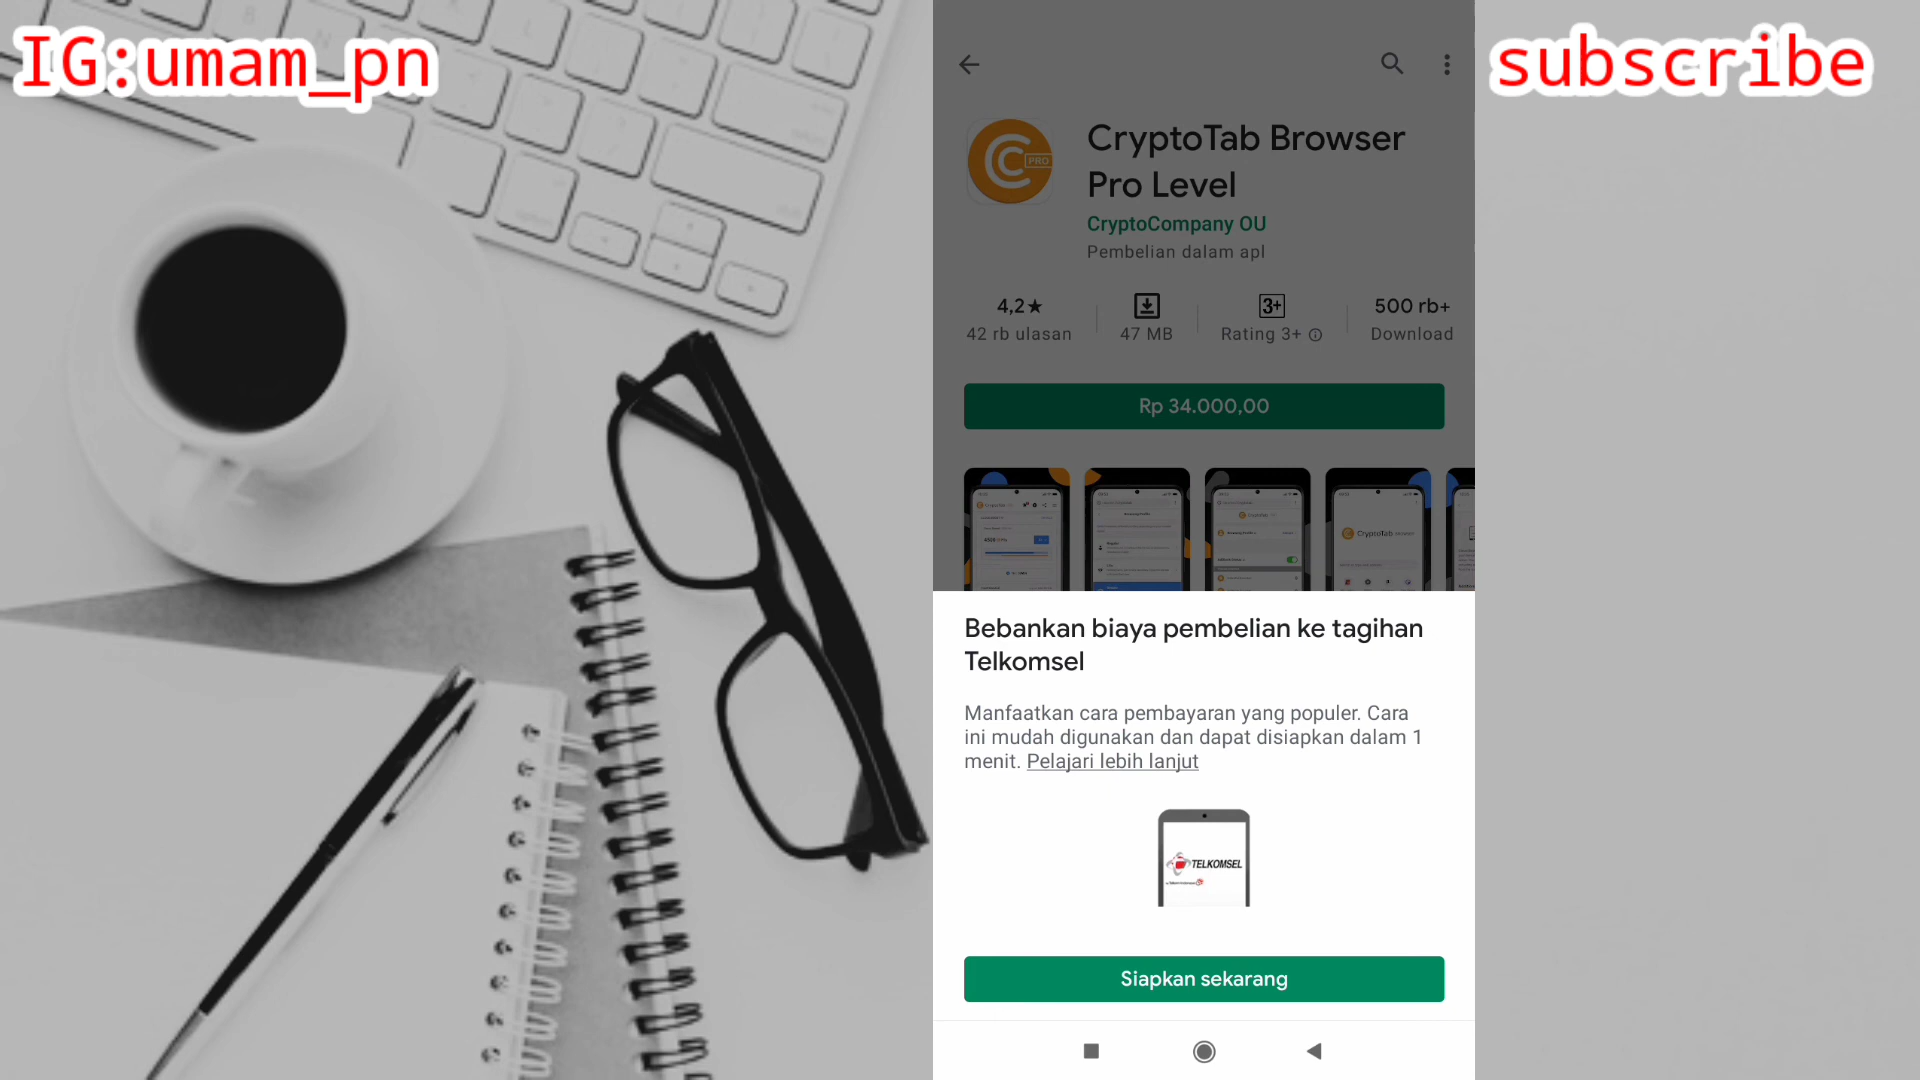 IG:umam_pn
subscribe
CryptoTab Browser
Pro Level
PRO
CryptoCompany OU
Pembelian dalam apl
4,2★
3+
500 rb+
42 rb ulasan
47 MB
Rating 3+
Download
Rp 34.000,00
CryptoTab
Bebankan biaya pembelian ke tagihan
Telkomsel
Manfaatkan cara pembayaran yang populer. Cara
ini mudah digunakan dan dapat disiapkan dalam 1
menit. Pelajari lebih lanjut
TELKOMSEL
Siapkan sekarang